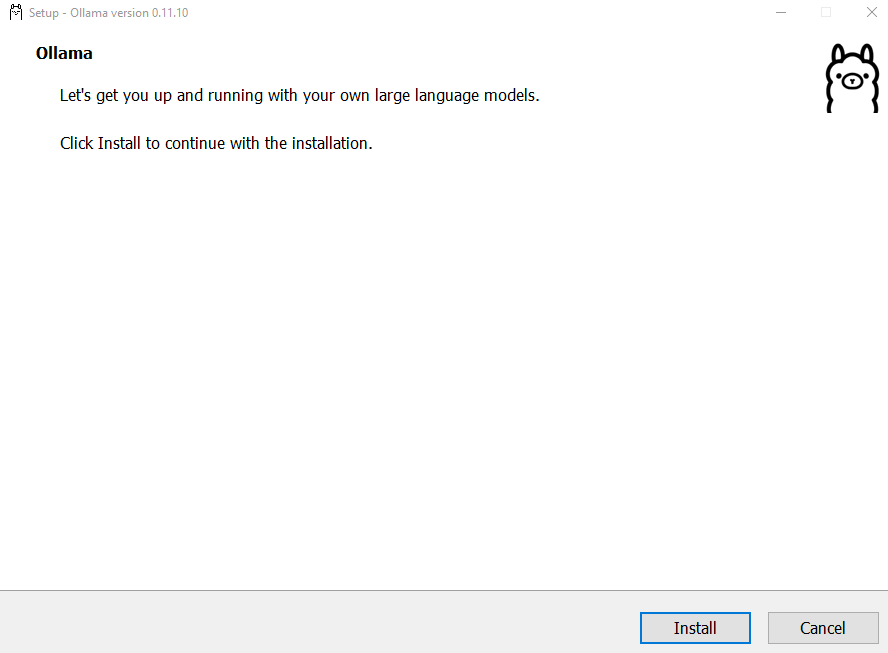 Setup - Ollama version 0.11.10
Ollama
Let's get you up and running with your own large language models.
Click Install to continue with the installation.
Install
Cancel